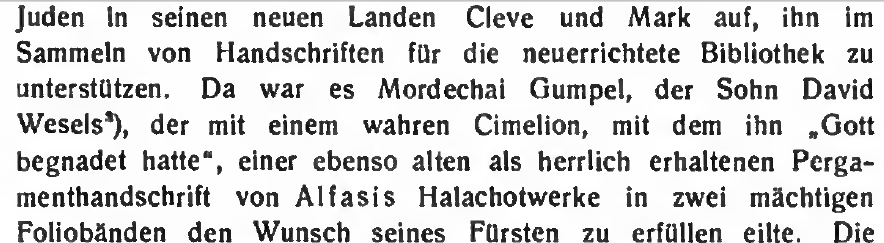 Juden in seinen neuen Landen Cleve und Mark auf, ihn im
Sammeln von Handschriften für die neuerrichtete Bibliothek zu
unterstützen. Da war es Mordechai Gumpel, der Sohn David
Wesels³), der mit einem wahren Cimelion, mit dem ihn „Gott
begnadet hatte“, einer ebenso alten als herrlich erhaltenen Perga-
menthandschrift von Alfasis Halachotwerke in zwei mächtigen
Foliobänden den Wunsch seines Fürsten zu erfüllen eilte. Die